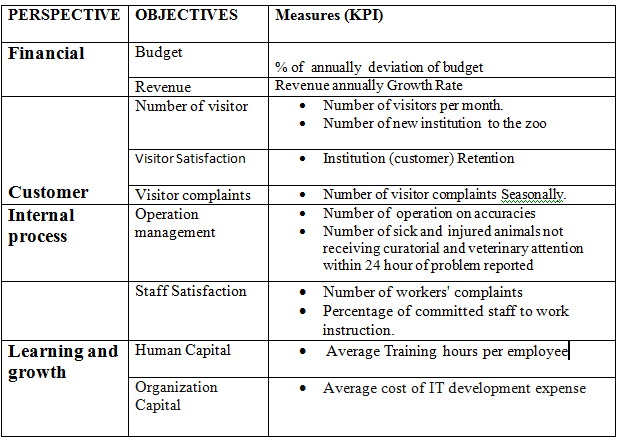 PERSPECTIVE OBJECTIVES Measures (KPI)
Financial Budget
% of annually deviation of budget
Revenue Revenue annually Growth Rate
Number of visitor • Number of visitors per month.
• Number of new institution to the zoo
Visitor Satisfaction • Institution (customer) Retention
Customer Visitor complaints • Number of visitor complaints Seasonally.
Internal Operation • Number of operation on accuracies
process management • Number of sick and injured animals not
receiving curatorial and veterinary attention
within 24 hour of problem reported
Staff Satisfaction • Number of workers' complaints
• Percentage of committed staff to work
instruction.
Learning and Human Capital • Average Training hours per employee
growth
Organization • Average cost of IT development expense
Capital